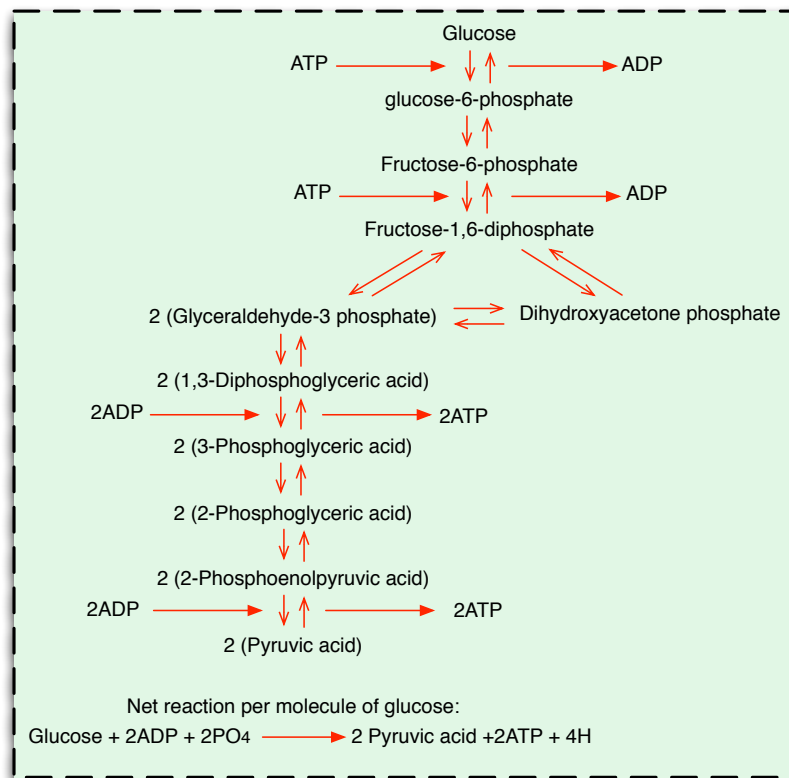 Glucose
ATP ADP
glucose-6-phosphate
Fructose-6-phosphate
ATP ADP
Fructose-1,6-diphosphate
2 (Glyceraldehyde-3 phosphate) Dihydroxyacetone phosphate
2 (1,3-Diphosphoglyceric acid)
2ADP 2ATP
2 (3-Phosphoglyceric acid)
2 (2-Phosphoglyceric acid)
2 (2-Phosphoenolpyruvic acid)
2ADP 2ATP
2 (Pyruvic acid)
Net reaction per molecule of glucose:
Glucose + 2ADP + 2PO4 2 Pyruvic acid +2ATP + 4H